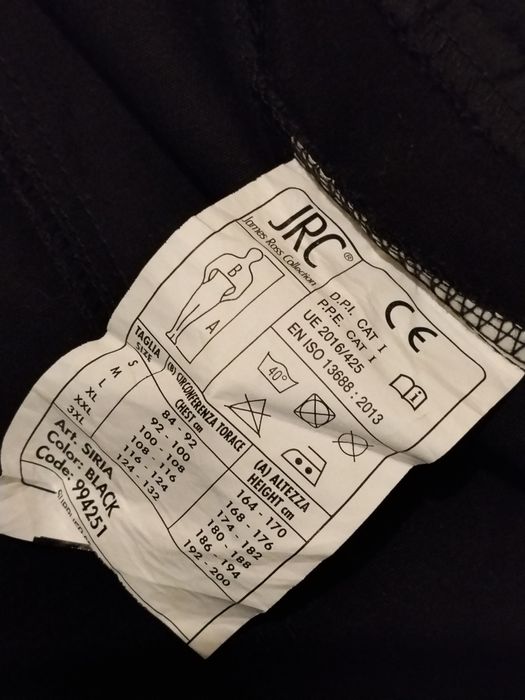 JRC®
James Ross Collection
CE
D.P.I. CAT I
P.P.E. CAT I
UE 2016/425
EN ISO 13688 : 2013
i
B
A
40°
TAGLIA SIZE (B) CIRCONFERENZA TORACE CHEST cm (A) ALTEZZA HEIGHT cm
S 84 - 92 164 - 170
M 92 - 100 168 - 176
L 100 - 108 174 - 182
XL 108 - 116 180 - 188
XXL 116 - 124 186 - 194
3XL 124 - 132 192 - 200
Art. SIRIA
Color: BLACK
Code: 994251